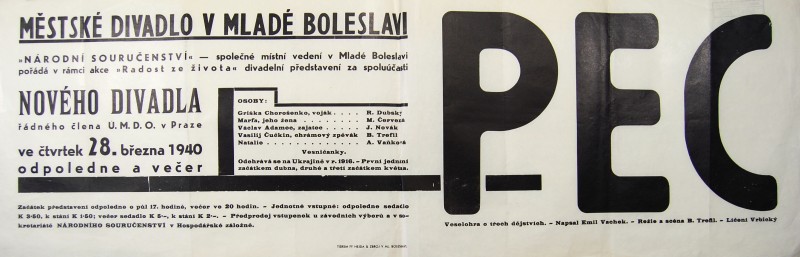 MĚSTSKÉ DIVADLO V MLADÉ BOLESLAVI
»NÁRODNÍ SOURUČENSTVÍ« — společné místní vedení v Mladé Boleslavi
pořádá v rámci akce »Radost ze života« divadelní představení za spoluúčasti
NOVÉHO DIVADLA
řádného člena U.M.D.O. v Praze
ve čtvrtek 28. března 1940
odpoledne a večer
OSOBY:
Griška Chorošenko, voják . . . . R. Dubský
Marfa, jeho žena . . . . . M. Červená
Václav Adamec, zajatec . . . . J. Novák
Vasilij Čučkin, chrámový zpěvák B. Trefil
Natalie . . . . . . . A. Vaňková
Vesničanky.
Odehrává se na Ukrajině v r. 1916. – První jednání
začátkem dubna, druhé a třetí začátkem května.
PEC
Veselohra o třech dějstvích. – Napsal Emil Vachek. – Režie a scéna B. Trefil. – Líčení Vrbický
Začátek představení odpoledne o půl 17. hodině, večer ve 20 hodin. – Jednotné vstupné: odpoledne sedadlo
K 3·50, k stání K 1·50; večer sedadlo K 5·–, k stání K 2·–. – Předprodej vstupenek u závodních výborů a v se-
kretariátě NÁRODNÍHO SOURUČENSTVÍ v Hospodářské záložně.